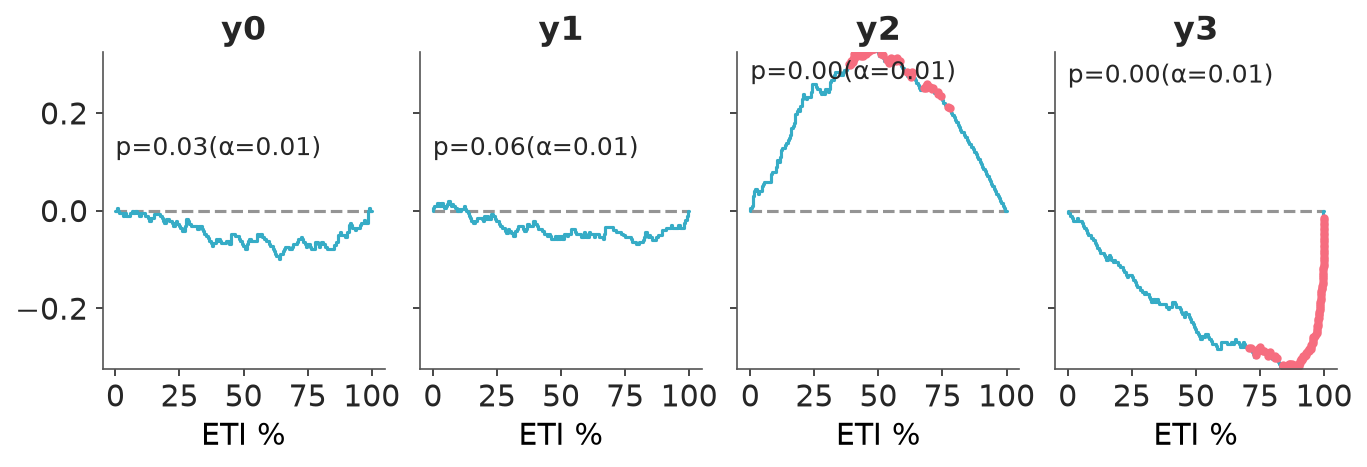 y0 y1 y2 y3
p=0.03(α=0.01)
p=0.06(α=0.01)
p=0.00(α=0.01)
p=0.00(α=0.01)
0.2
0.0
−0.2
0 25 50 75 100
0 25 50 75 100
0 25 50 75 100
0 25 50 75 100
ETI % ETI % ETI % ETI %